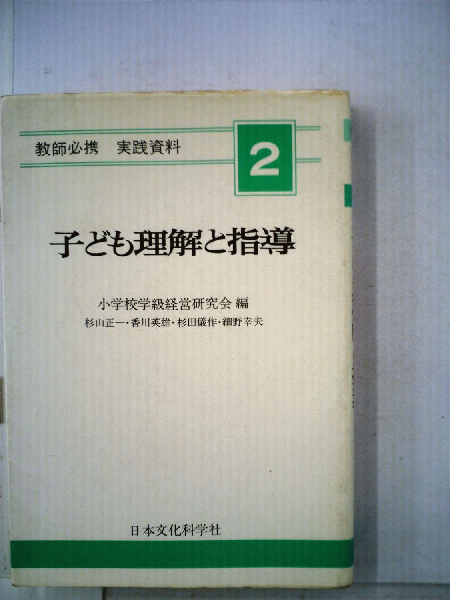 教師必携 実践資料
2
子ども理解と指導
小学校学級経営研究会 編
杉山正一・香川英雄・杉田儀作・細野幸夫
日本文化科学社